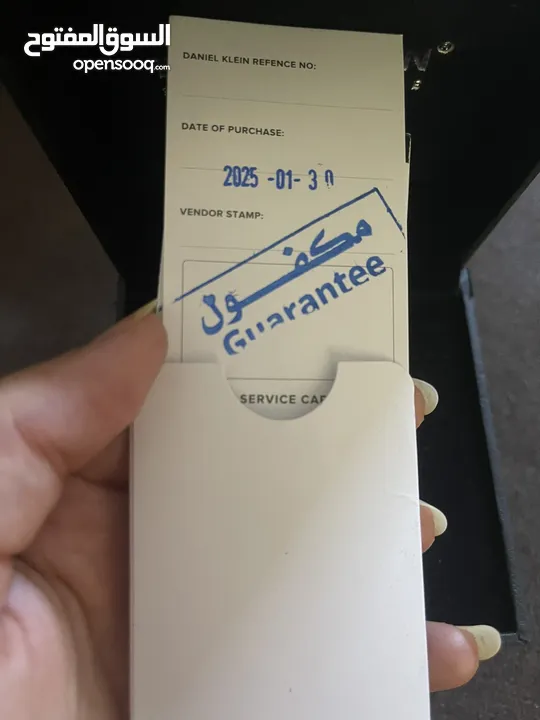 السوق المفتوح
opensooq.com
DANIEL KLEIN REFENCE NO:
DATE OF PURCHASE:
2025 -01- 30
VENDOR STAMP:
مكفول
Guarantee
SERVICE